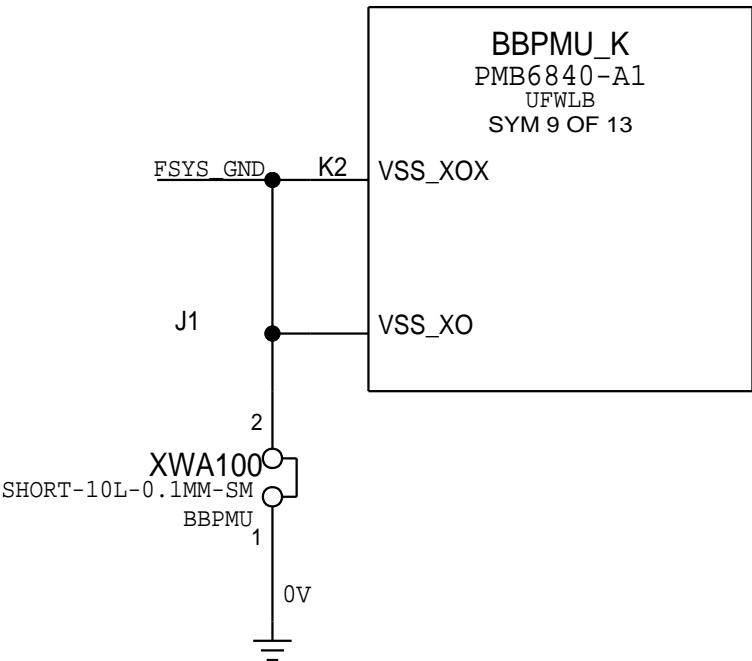 BBPMU_K
PMB6840-A1
UFWLB
SYM 9 OF 13
FSYS_GND
K2
VSS_XOX
J1
VSS_XO
2
XWA100
SHORT-10L-0.1MM-SM
BBPMU
1
0V